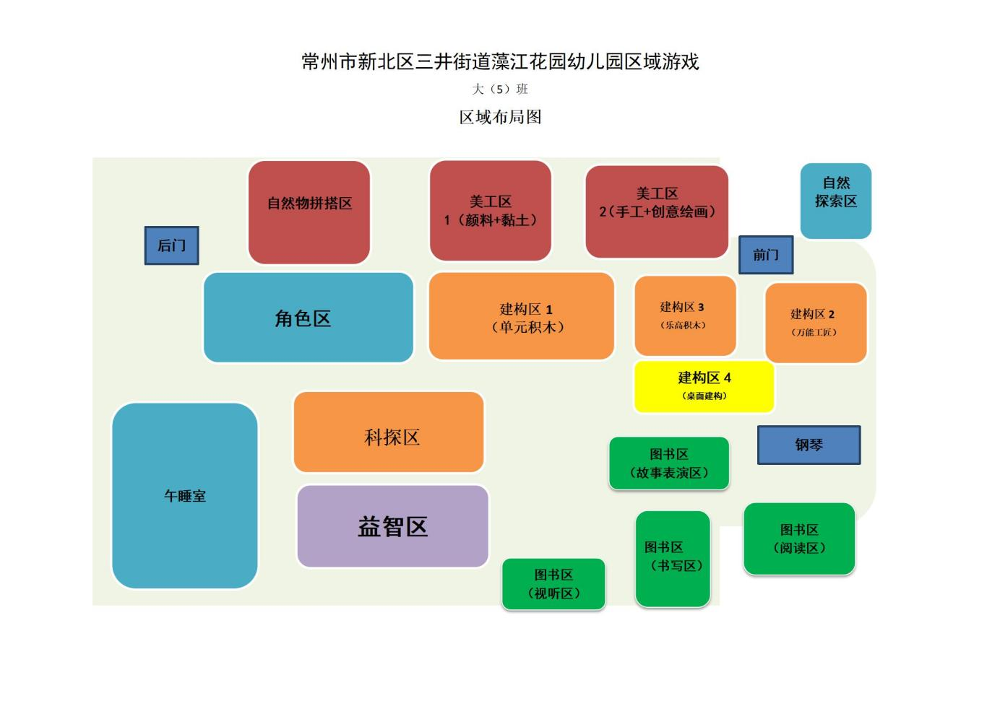 常州市新北区三井街道藻江花园幼儿园区域游戏
大（5）班
区域布局图
自然物拼搭区
美工区
1（颜料+黏土）
美工区
2（手工+创意绘画）
自然
探索区
后门
前门
角色区
建构区 1
（单元积木）
建构区 3
（乐高积木）
建构区 2
（万能工匠）
建构区 4
（桌面建构）
科探区
钢琴
图书区
（故事表演区）
午睡室
益智区
图书区
（书写区）
图书区
（阅读区）
图书区
（视听区）